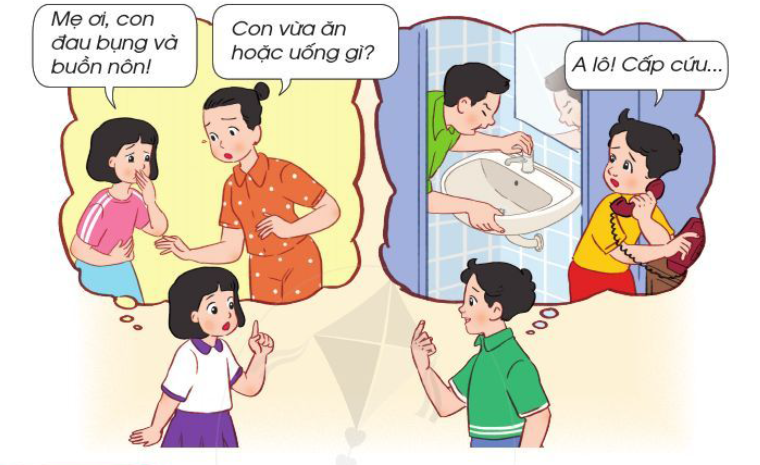 Mẹ ơi, con
đau bụng và
buồn nôn!
Con vừa ăn
hoặc uống gì?
A lô! Cấp cứu...